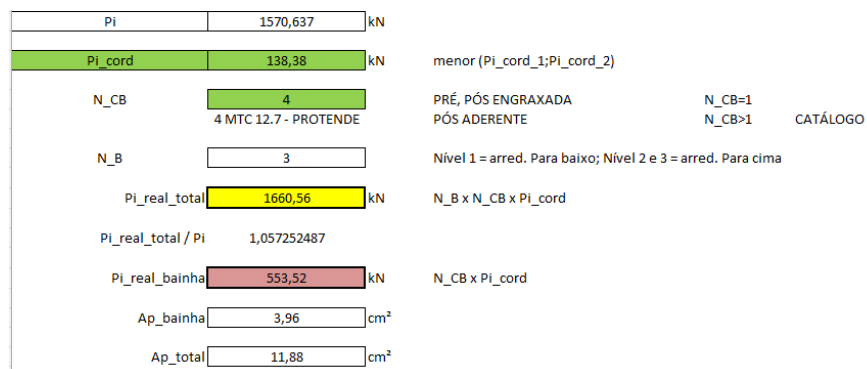 Pi 1570,637 kN
Pi_cord 138,38 kN menor (Pi_cord_1;Pi_cord_2)
N_CB 4 PRÉ, PÓS ENGRAXADA N_CB=1
4 MTC 12.7 - PROTENDE PÓS ADERENTE N_CB>1 CATÁLOGO
N_B 3 Nível 1 = arred. Para baixo; Nível 2 e 3 = arred. Para cima
Pi_real_total 1660,56 kN N_B x N_CB x Pi_cord
Pi_real_total / Pi 1,057252487
Pi_real_bainha 553,52 kN N_CB x Pi_cord
Ap_bainha 3,96 cm²
Ap_total 11,88 cm²